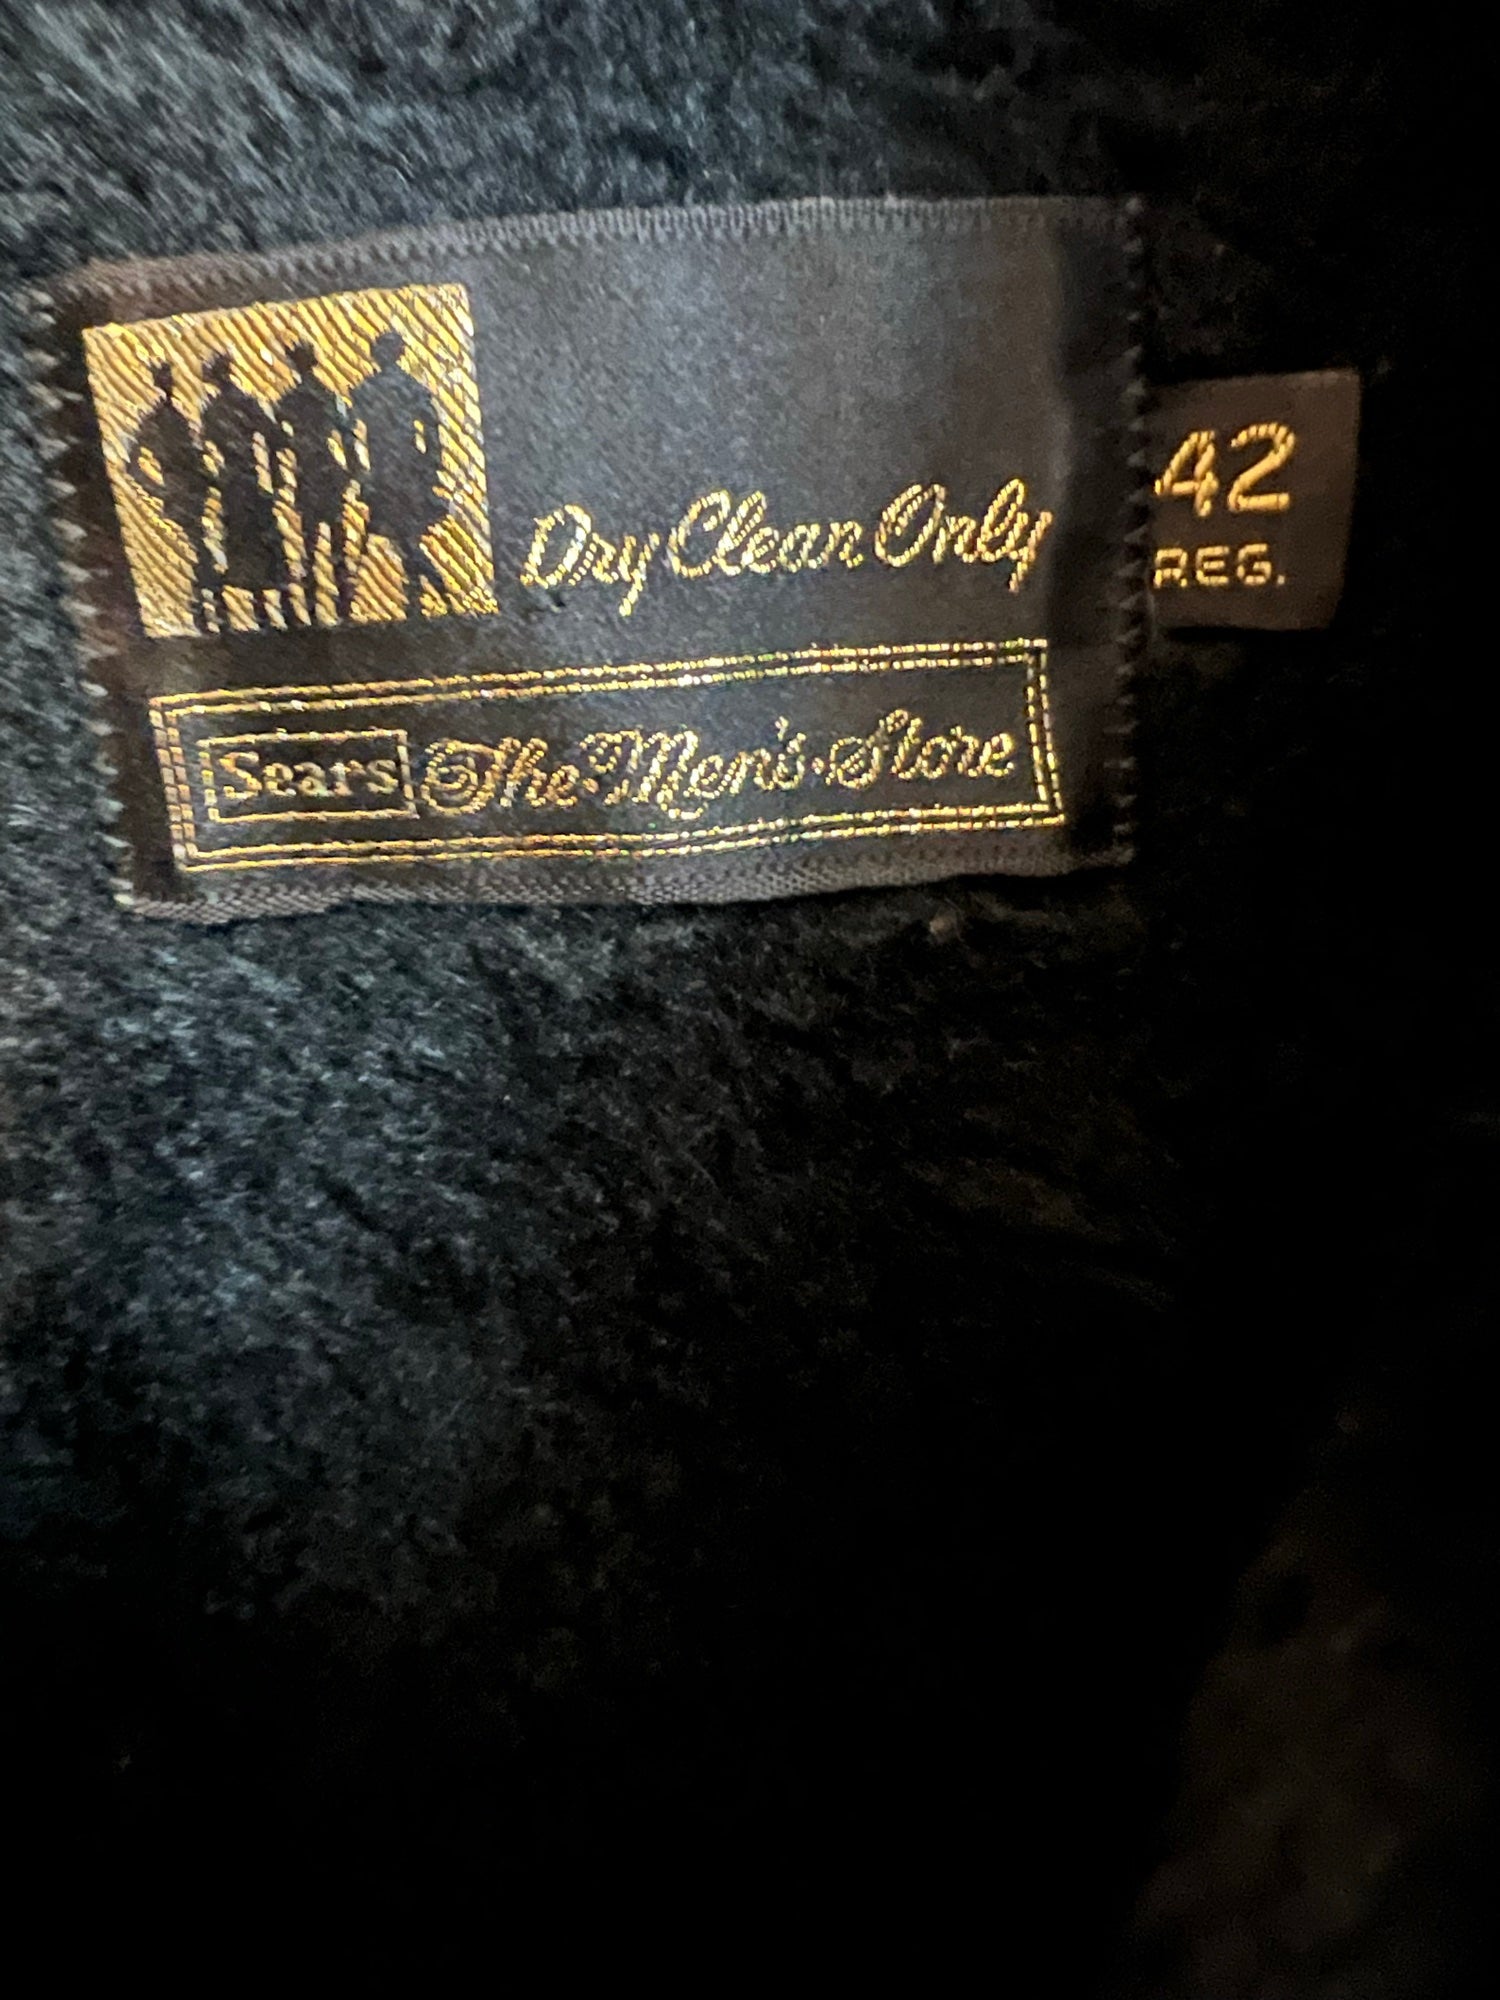 Dry Clean Only
42
REG.
Sears The Men's Store